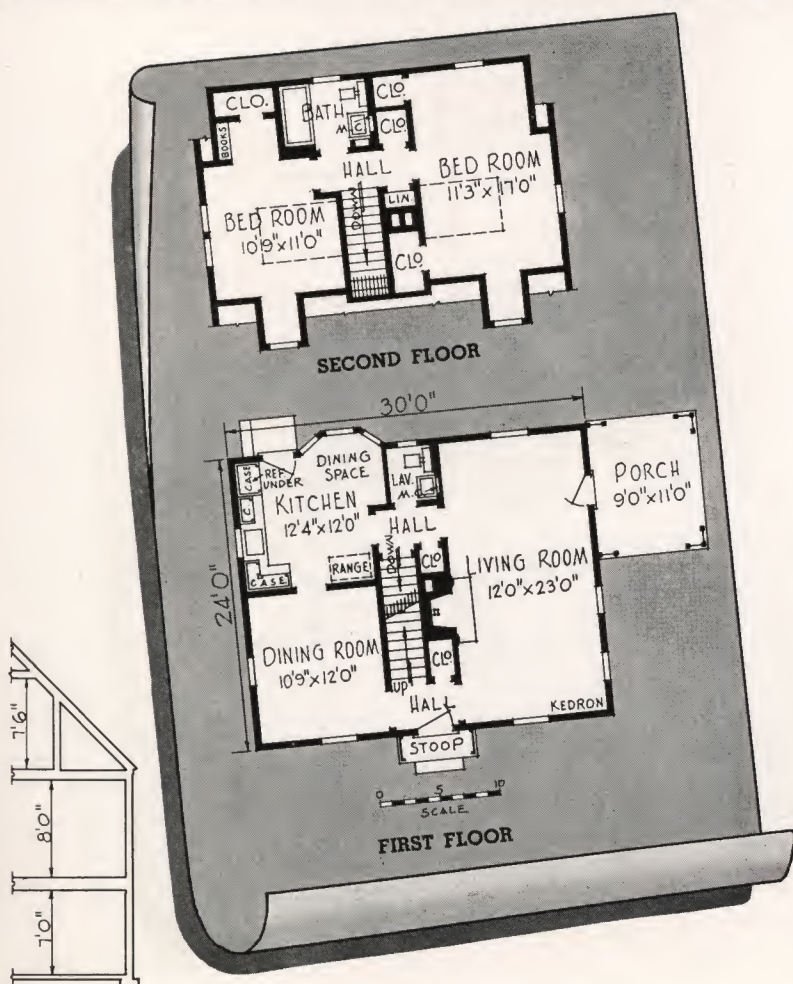 CLO.
BATH
CLO.
BOOKS
M.
C.
CLO.
HALL
BED ROOM
11'3"x17'0"
DOWN
LIN.
BED ROOM
10'9"x11'0"
CLO.
SECOND FLOOR
30'0"
DINING
SPACE
CASE
REF.
UNDER
LAV.
M.C.
PORCH
9'0"x11'0"
C.
KITCHEN
12'4"x12'0"
HALL
DOWN
CLO.
RANGE
LIVING ROOM
12'0"x23'0"
CASE
24'0"
DINING ROOM
10'9"x12'0"
CLO.
UP
HALL
KEDRON
STOOP
0 5 10
SCALE
FIRST FLOOR
7'6"
8'0"
7'0"